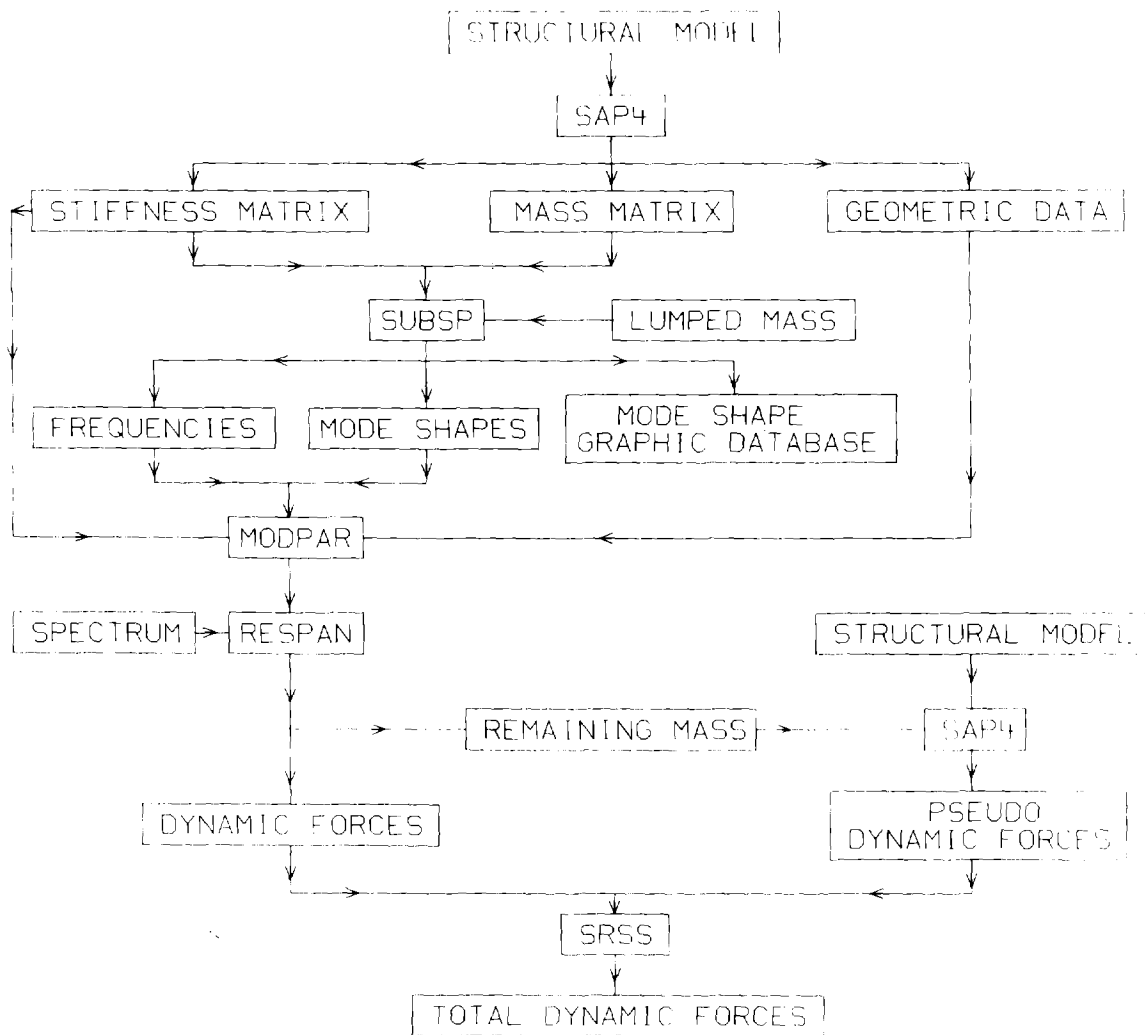 STRUCTURAL MODEL
SAP4
STIFFNESS MATRIX
MASS MATRIX
GEOMETRIC DATA
SUBSP
LUMPED MASS
FREQUENCIES
MODE SHAPES
MODE SHAPE
GRAPHIC DATABASE
MODPAR
SPECTRUM
RESPAN
STRUCTURAL MODEL
REMAINING MASS
SAP4
DYNAMIC FORCES
PSEUDO
DYNAMIC FORCES
SRSS
TOTAL DYNAMIC FORCES